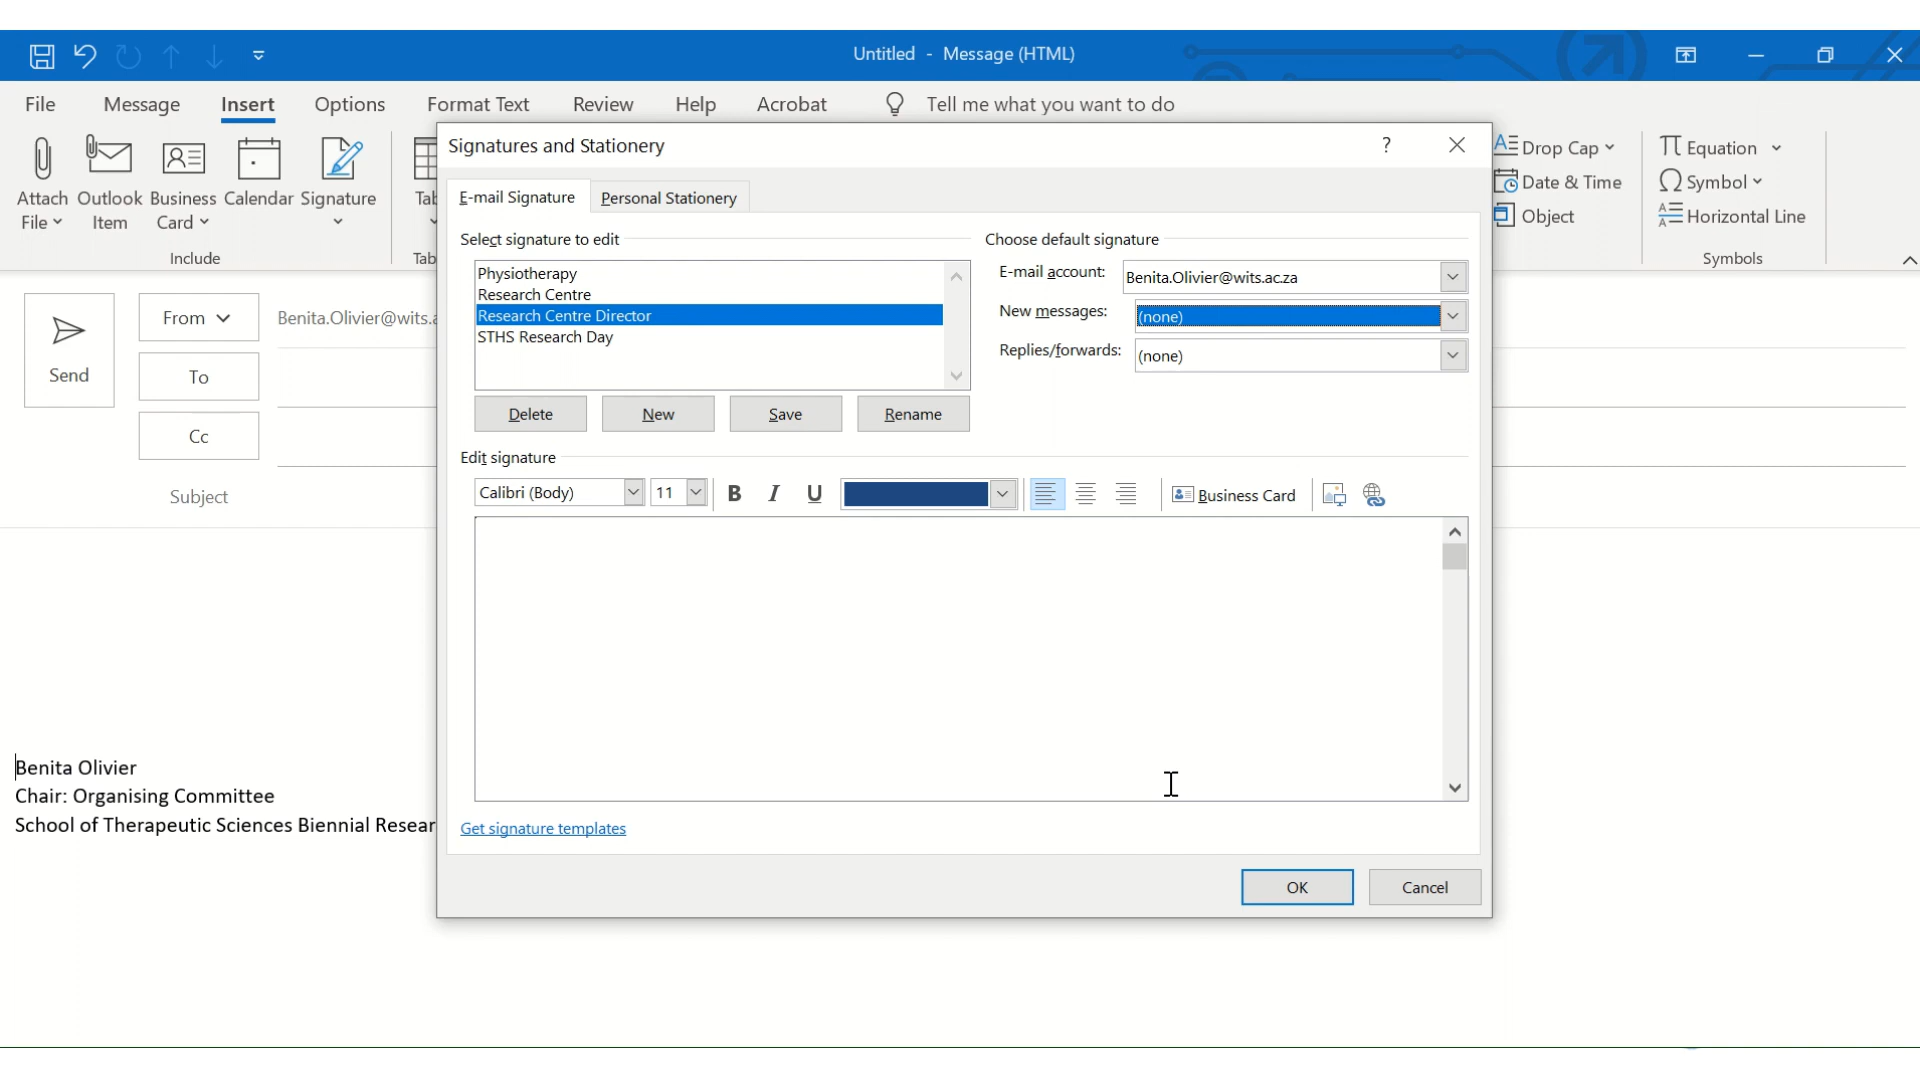 Untitled - Message (HTML)
File Message Insert Options Format Text Review Help Acrobat Tell me what you want to do
Attach File
Outlook Item
Business Card
Calendar
Signature
Include
Drop Cap
Date & Time
Object
Equation
Symbol
Horizontal Line
Symbols
Send
From
Benita.Olivier@wits.
To
Cc
Subject
Benita Olivier
Chair: Organising Committee
School of Therapeutic Sciences Biennial
Signatures and Stationery ?
E-mail Signature Personal Stationery
Select signature to edit
Physiotherapy
Research Centre
Research Centre Director
STHS Research Day
Delete New Save Rename
Choose default signature
E-mail account: Benita.Olivier@wits.ac.za
New messages: (none)
Replies/forwards: (none)
Edit signature
Calibri (Body) 11 B I U Business Card
Get signature templates
OK Cancel